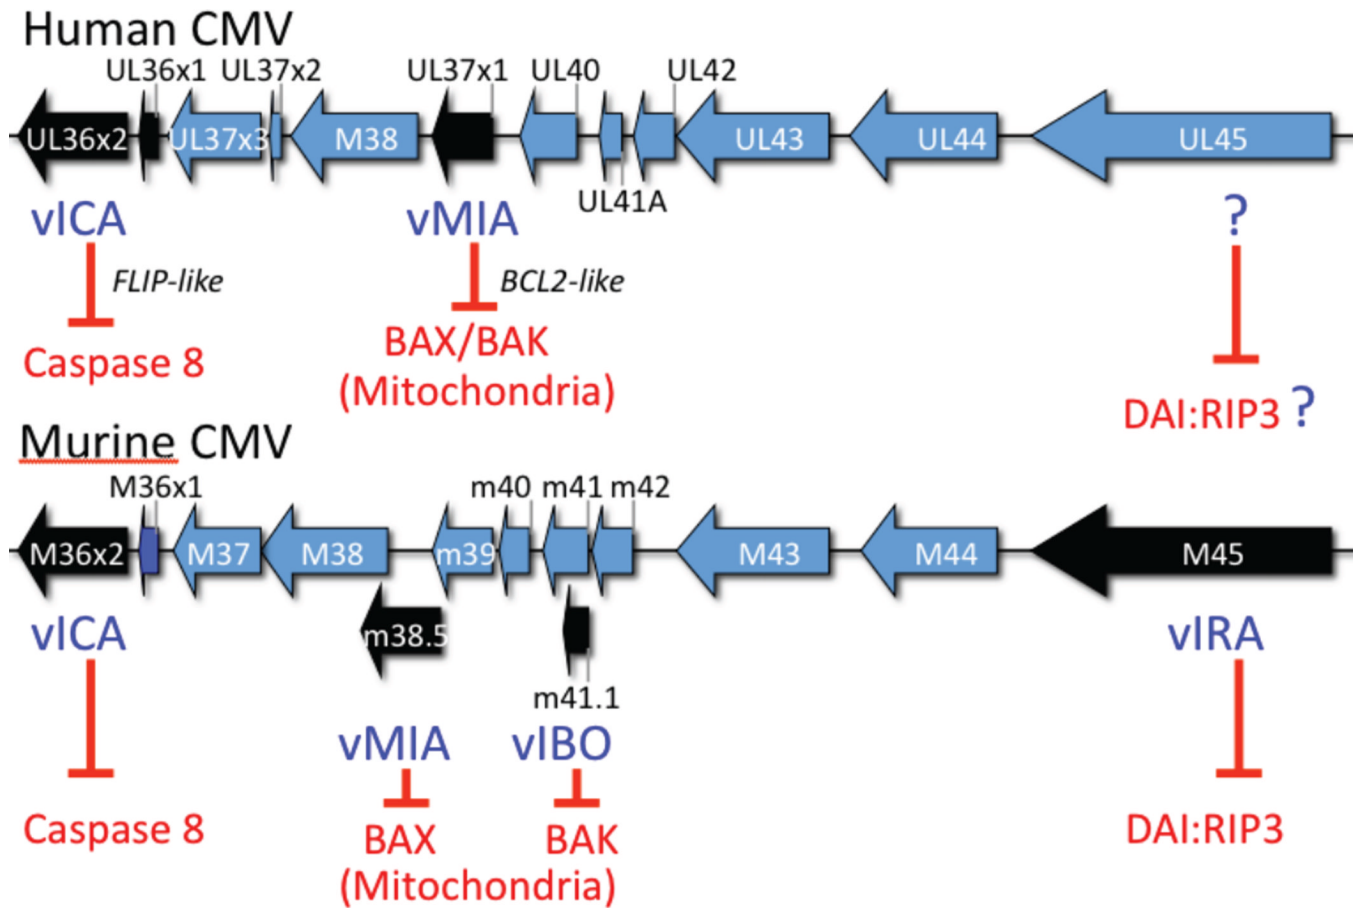 Human CMV
UL36x1 UL37x2 UL37x1 UL40 UL42
UL36x2 UL37x3 M38 UL43 UL44 UL45
UL41A
vICA vMIA ?
FLIP-like BCL2-like
Caspase 8 BAX/BAK
(Mitochondria)
DAI:RIP3 ?
Murine CMV
M36x1 m40 m41 m42
M36x2 M37 M38 m39 M43 M44 M45
m38.5
vICA vIRA
m41.1
vMIA vIBO
Caspase 8 BAX BAK DAI:RIP3
(Mitochondria)